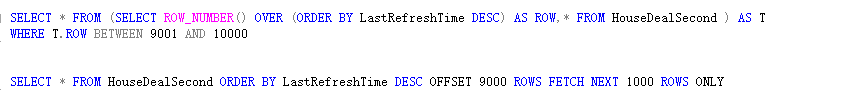 SELECT * FROM (SELECT ROW_NUMBER() OVER (ORDER BY LastRefreshTime DESC) AS ROW,* FROM HouseDealSecond ) AS T
WHERE T.ROW BETWEEN 9001 AND 10000
SELECT * FROM HouseDealSecond ORDER BY LastRefreshTime DESC OFFSET 9000 ROWS FETCH NEXT 1000 ROWS ONLY